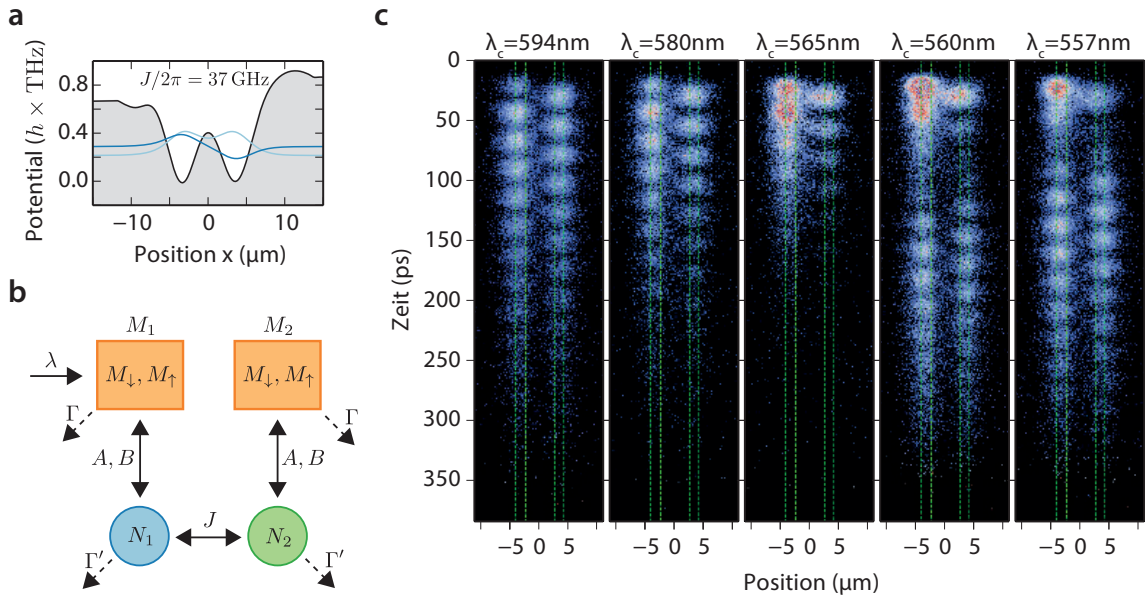 a
Potential (h × THz)
0.8
0.4
0.0
J/2π = 37 GHz
−10
0
10
Position x (µm)
b
M₁
M₂
λ
M↓, M↑
M↓, M↑
Γ
Γ
A, B
A, B
N₁
J
N₂
Γ′
Γ′
c
λc=594nm
λc=580nm
λc=565nm
λc=560nm
λc=557nm
Zeit (ps)
0
50
100
150
200
250
300
350
−5 0 5
−5 0 5
−5 0 5
−5 0 5
−5 0 5
Position (µm)